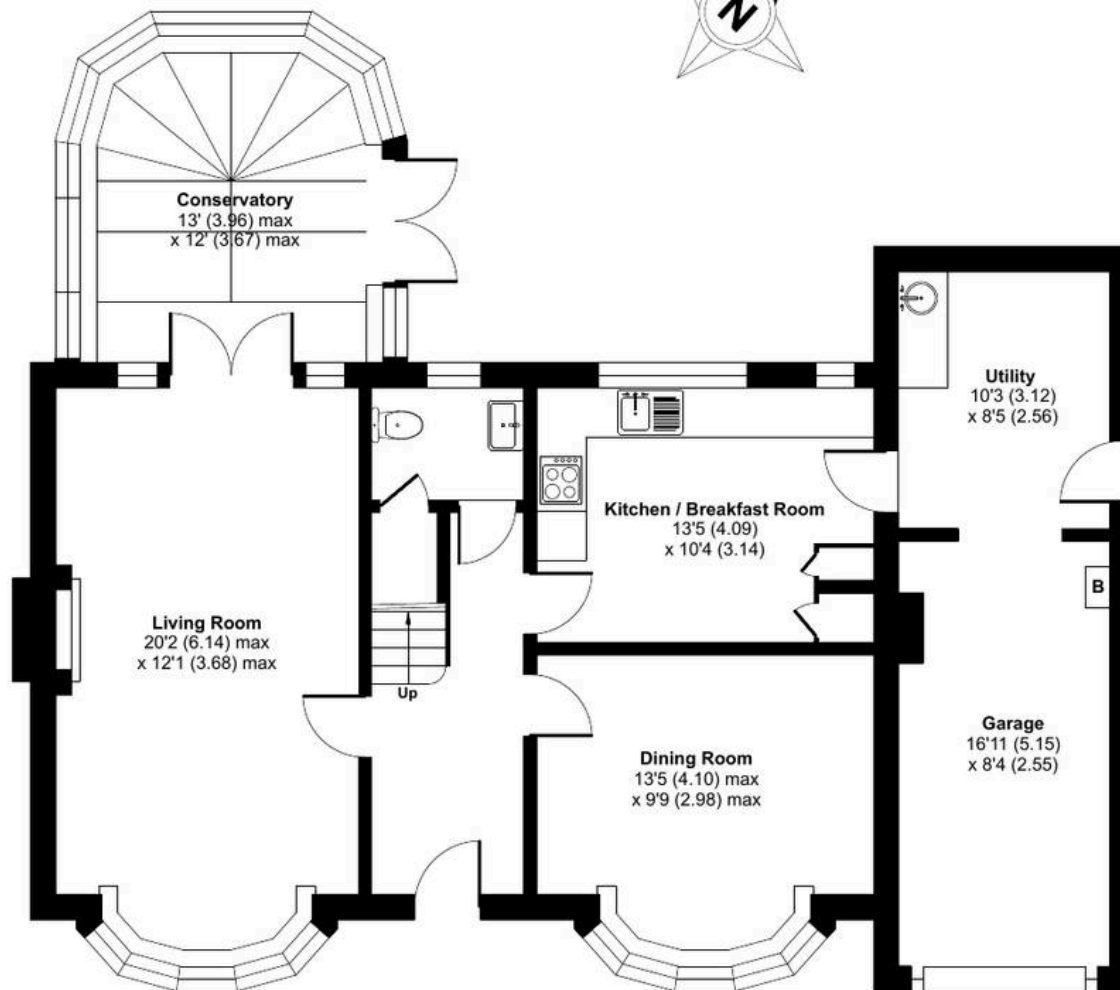 N
Conservatory
13' (3.96) max
x 12' (3.67) max
Utility
10'3 (3.12)
x 8'5 (2.56)
Kitchen / Breakfast Room
13'5 (4.09)
x 10'4 (3.14)
B
Living Room
20'2 (6.14) max
x 12'1 (3.68) max
Up
Garage
16'11 (5.15)
x 8'4 (2.55)
Dining Room
13'5 (4.10) max
x 9'9 (2.98) max